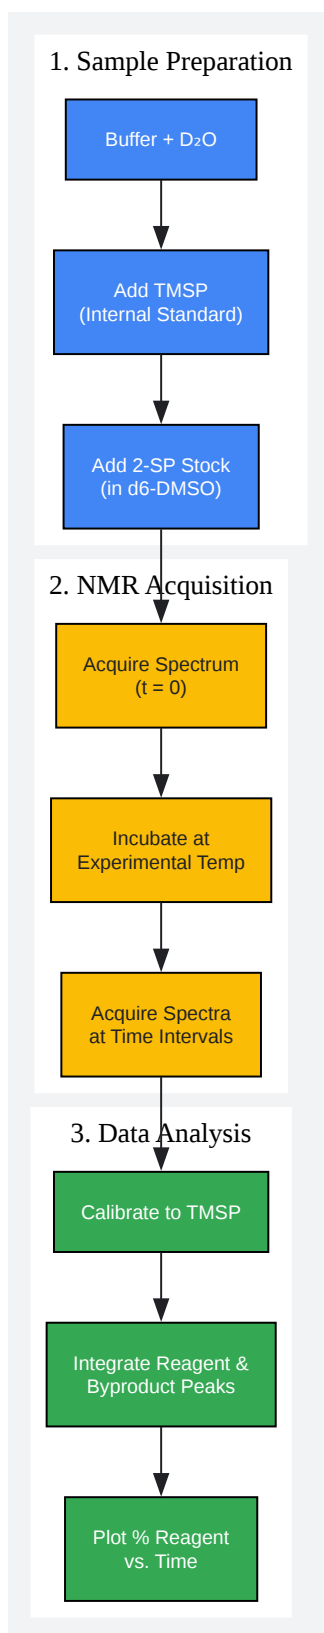 1. Sample Preparation
Buffer + D₂O
Add TMSP
(Internal Standard)
Add 2-SP Stock
(in d6-DMSO)
2. NMR Acquisition
Acquire Spectrum
(t = 0)
Incubate at
Experimental Temp
Acquire Spectra
at Time Intervals
3. Data Analysis
Calibrate to TMSP
Integrate Reagent &
Byproduct Peaks
Plot % Reagent
vs. Time